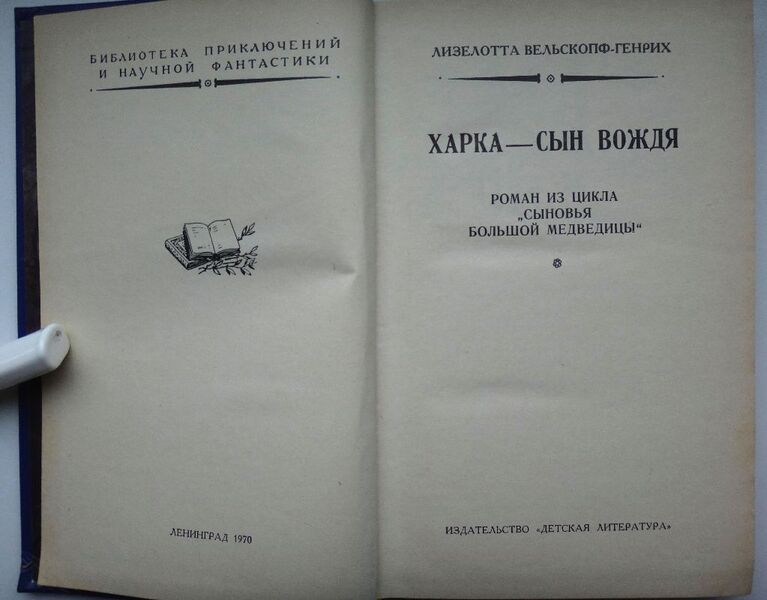 БИБЛИОТЕКА ПРИКЛЮЧЕНИЙ
И НАУЧНОЙ ФАНТАСТИКИ
ЛЕНИНГРАД 1970
ЛИЗЕЛОТТА ВЕЛЬСКОПФ-ГЕНРИХ
ХАРКА — СЫН ВОЖДЯ
РОМАН ИЗ ЦИКЛА
„СЫНОВЬЯ
БОЛЬШОЙ МЕДВЕДИЦЫ“
ИЗДАТЕЛЬСТВО «ДЕТСКАЯ ЛИТЕРАТУРА»